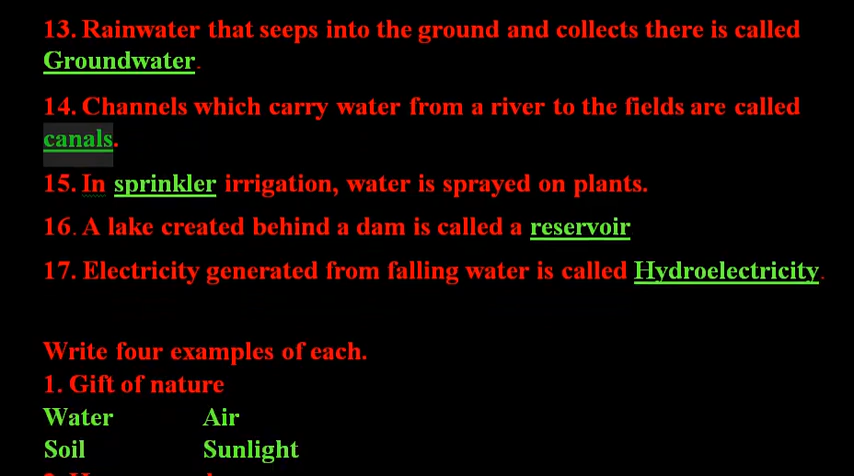 13. Rainwater that seeps into the ground and collects there is called
Groundwater.
14. Channels which carry water from a river to the fields are called
canals.
15. In sprinkler irrigation, water is sprayed on plants.
16. A lake created behind a dam is called a reservoir
17. Electricity generated from falling water is called Hydroelectricity.
Write four examples of each.
1. Gift of nature
Water Air
Soil Sunlight